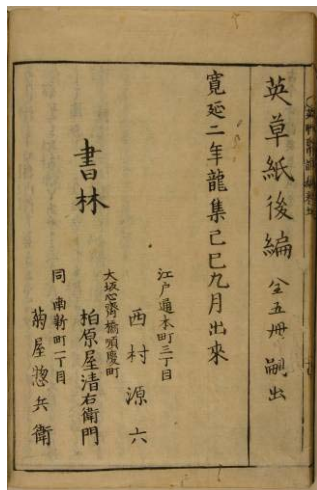 英草紙後編 全五冊 嗣出
寛延二年龍集己巳九月出來
江戸通本町三丁目
西村源六
大坂心斎橋順慶町
柏原屋清右衛門
同南新町一丁目
菊屋惣兵衛
書林